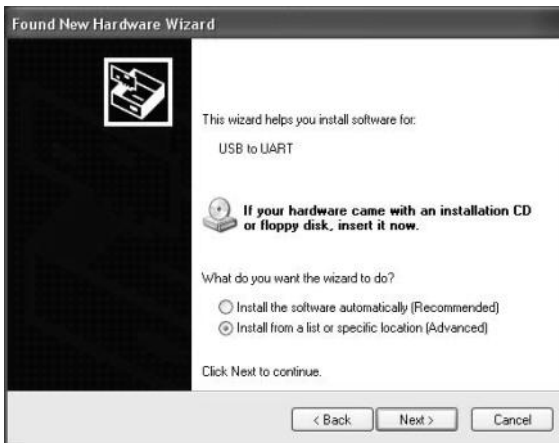 Found New Hardware Wizard
This wizard helps you install software for:
USB to UART
If your hardware came with an installation CD
or floppy disk, insert it now.
What do you want the wizard to do?
Install the software automatically (Recommended)
Install from a list or specific location (Advanced)
Click Next to continue.
< Back
Next >
Cancel